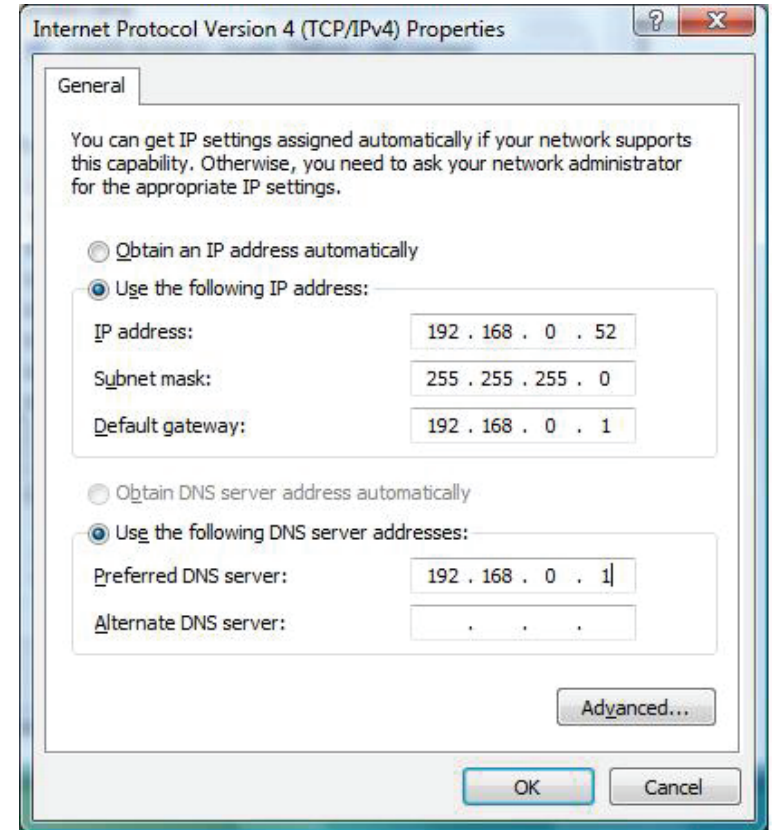 Internet Protocol Version 4 (TCP/IPv4) Properties
General
You can get IP settings assigned automatically if your network supports
this capability. Otherwise, you need to ask your network administrator
for the appropriate IP settings.
Obtain an IP address automatically
Use the following IP address:
IP address: 192 . 168 . 0 . 52
Subnet mask: 255 . 255 . 255 . 0
Default gateway: 192 . 168 . 0 . 1
Obtain DNS server address automatically
Use the following DNS server addresses:
Preferred DNS server: 192 . 168 . 0 . 1
Alternate DNS server: . . .
Advanced...
OK Cancel